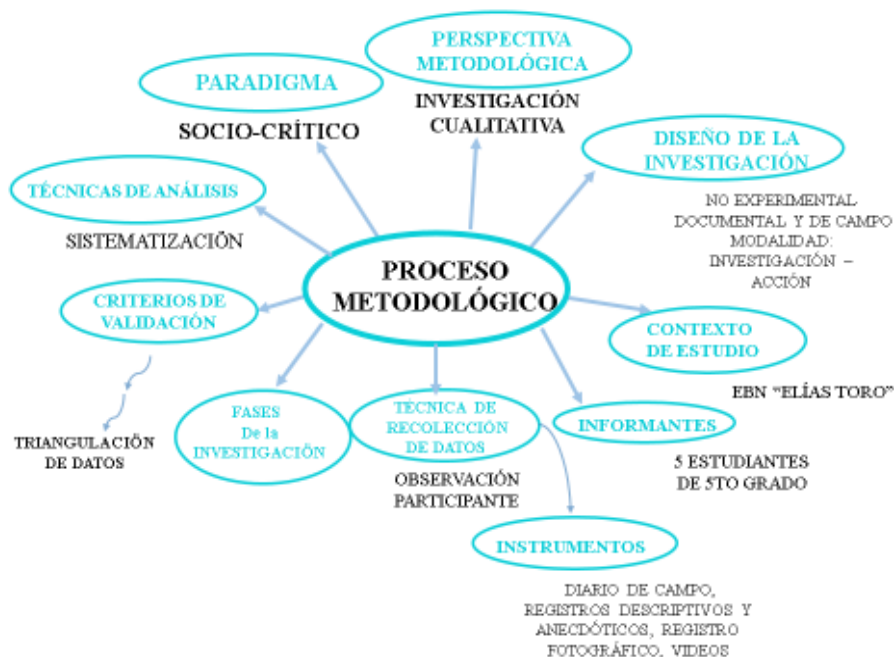 PERSPECTIVA
METODOLÓGICA
INVESTIGACIÓN
CUALITATIVA
PARADIGMA
SOCIO-CRÍTICO
DISEÑO DE LA
INVESTIGACIÓN
NO EXPERIMENTAL
DOCUMENTAL Y DE CAMPO
MODALIDAD:
INVESTIGACIÓN –
ACCIÓN
TÉCNICAS DE ANÁLISIS
SISTEMATIZACIÓN
PROCESO
METODOLÓGICO
CRITERIOS DE
VALIDACIÓN
TRIANGULACIÓN
DE DATOS
CONTEXTO
DE ESTUDIO
EBN “ELÍAS TORO”
FASES
De la
INVESTIGACIÓN
TÉCNICA DE
RECOLECCIÓN
DE DATOS
OBSERVACIÓN
PARTICIPANTE
INFORMANTES
5 ESTUDIANTES
DE 5TO GRADO
INSTRUMENTOS
DIARIO DE CAMPO,
REGISTROS DESCRIPTIVOS Y
ANECDÓTICOS, REGISTRO
FOTOGRÁFICO, VIDEOS